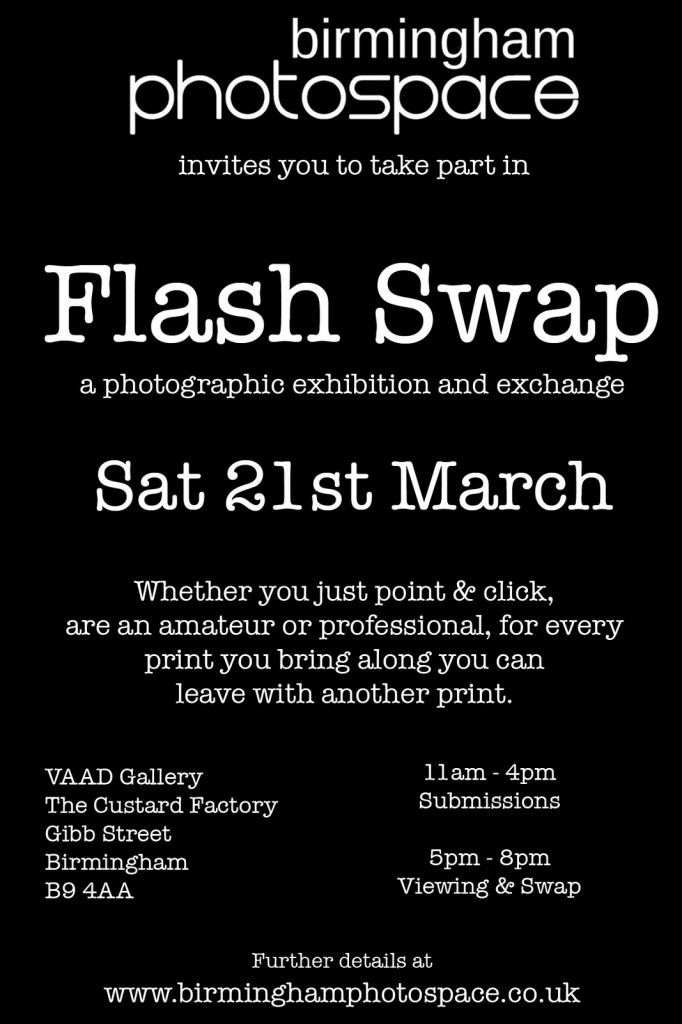 birmingham
photospace
invites you to take part in
Flash Swap
a photographic exhibition and exchange
Sat 21st March
Whether you just point & click,
are an amateur or professional, for every
print you bring along you can
leave with another print.
VAAD Gallery
The Custard Factory
Gibb Street
Birmingham
B9 4AA
11am - 4pm
Submissions
5pm - 8pm
Viewing & Swap
Further details at
www.birminghamphotospace.co.uk